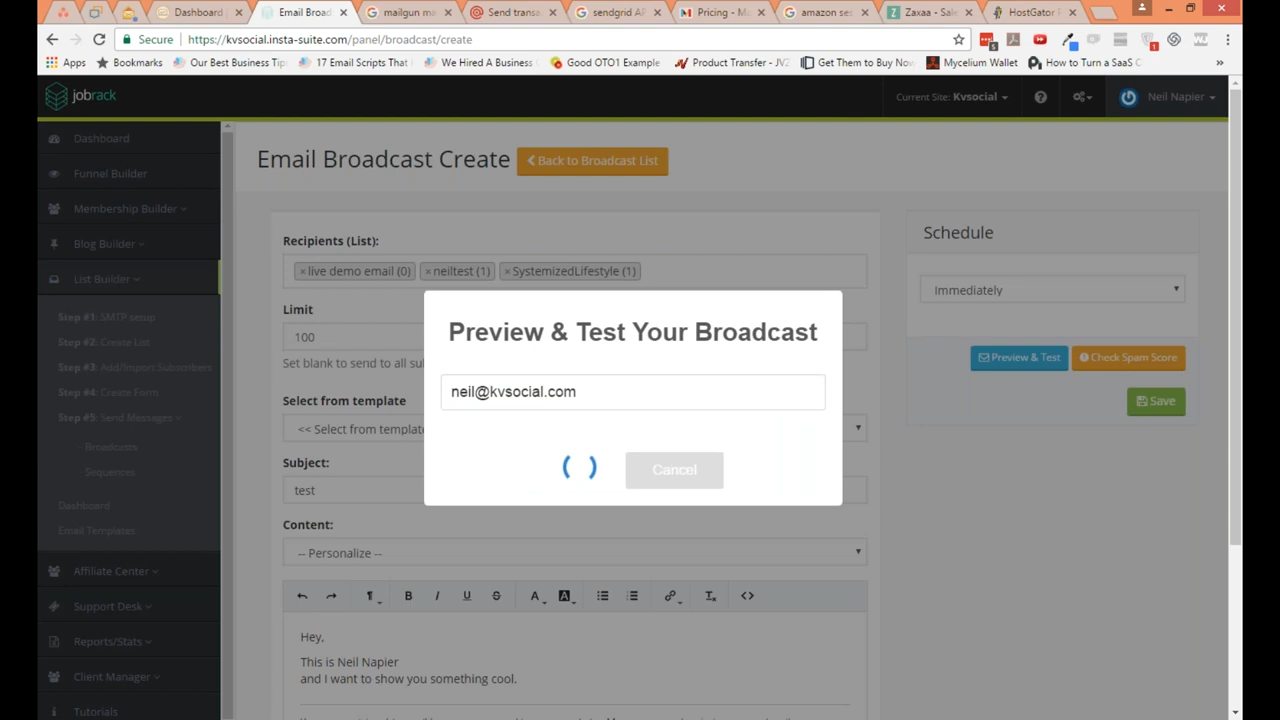 Dashboard
Email Broad
mailgun ma
Send transa
sendgrid AP
Pricing - Ma
amazon ses
Zaxaa - Sale
HostGator P
Secure
https://kvsocial.insta-suite.com/panel/broadcast/create
Apps
Bookmarks
Our Best Business Tip
17 Email Scripts That
We Hired A Business
Good OTO1 Example
Product Transfer - JVZ
Get Them to Buy Now
Mycelium Wallet
How to Turn a SaaS C
»
jobrack
Current Site: Kvsocial
Neil Napier
Dashboard
Funnel Builder
Membership Builder
Blog Builder
List Builder
Step #1: SMTP setup
Step #2: Create List
Step #3: Add/Import Subscribers
Step #4: Create Form
Step #5: Send Messages
- Broadcasts
- Sequences
Dashboard
Email Templates
Affiliate Center
Support Desk
Reports/Stats
Client Manager
Tutorials
Email Broadcast Create
Back to Broadcast List
Recipients (List):
×live demo email (0)
×neiltest (1)
×SystemizedLifestyle (1)
Limit
100
Set blank to send to all su
Select from template
<< Select from template
Subject:
test
Content:
-- Personalize --
Hey,
This is Neil Napier
and I want to show you something cool.
Preview & Test Your Broadcast
neil@kvsocial.com
Cancel
Schedule
Immediately
Preview & Test
Check Spam Score
Save